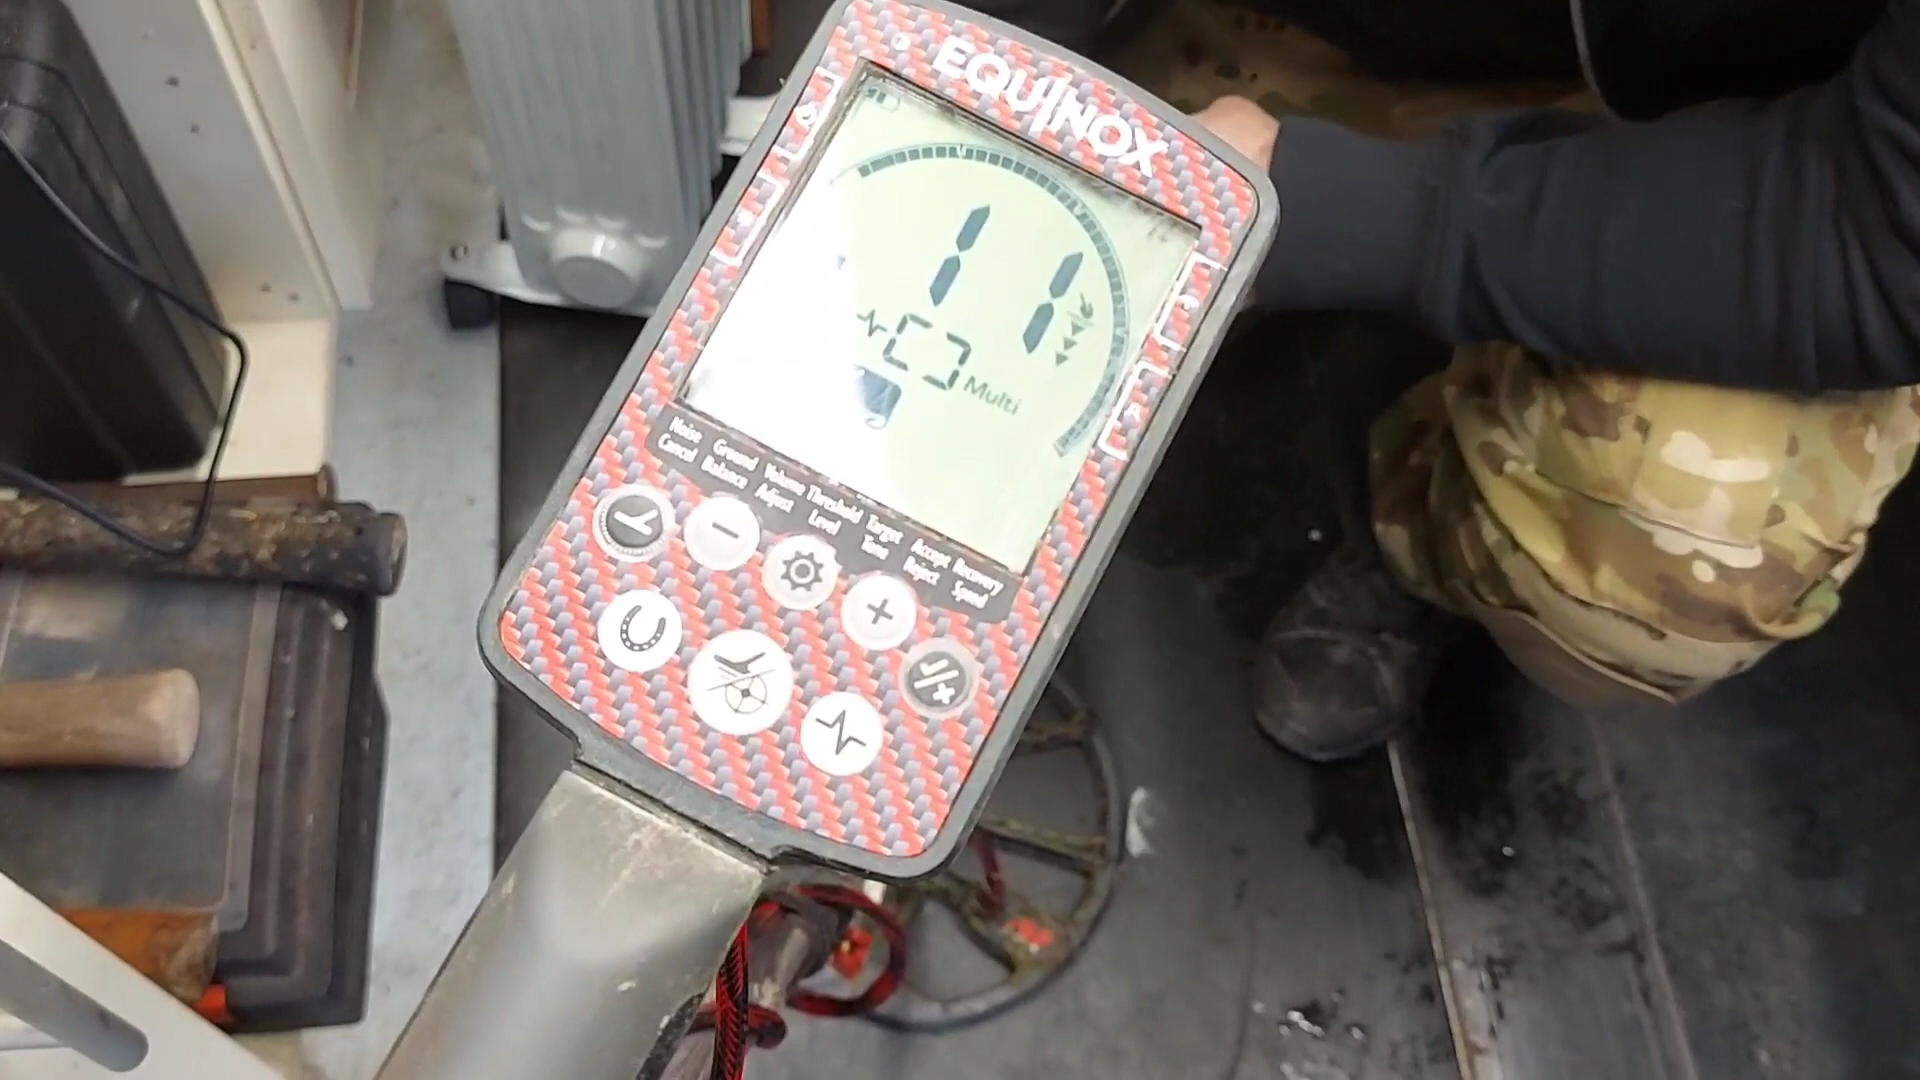 EQUINOX
11
Multi
Noise Cancel
Ground Balance
Volume Adjust
Threshold Level
Target Tone
Accept Reject
Recovery Speed